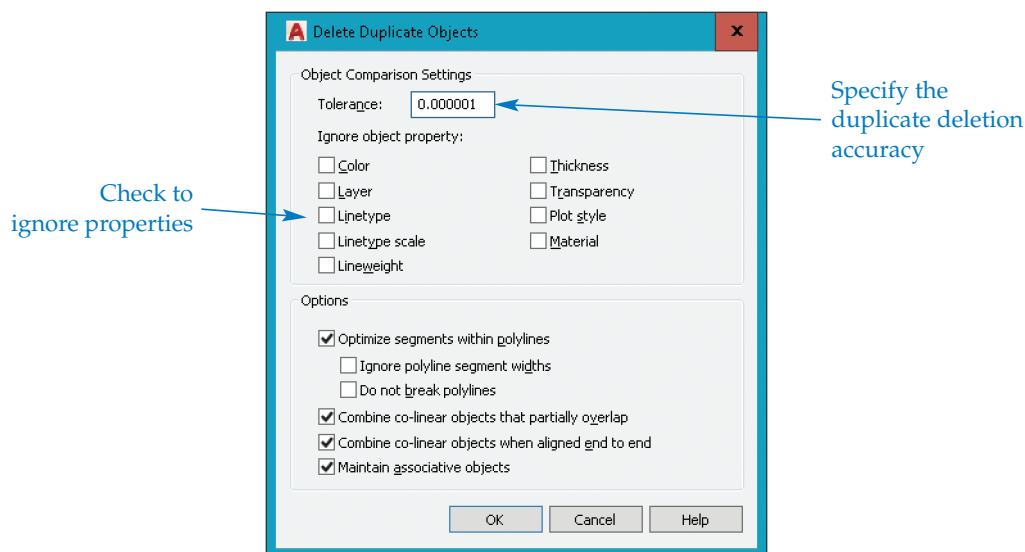 Delete Duplicate Objects
x
Object Comparison Settings
Tolerance:
0.000001
Specify the
duplicate deletion
accuracy
Ignore object property:
Color
Thickness
Layer
Transparency
Check to
ignore properties
Linetype
Plot style
Linetype scale
Material
Lineweight
Options
Optimize segments within polylines
Ignore polyline segment widths
Do not break polylines
Combine co-linear objects that partially overlap
Combine co-linear objects when aligned end to end
Maintain associative objects
OK
Cancel
Help